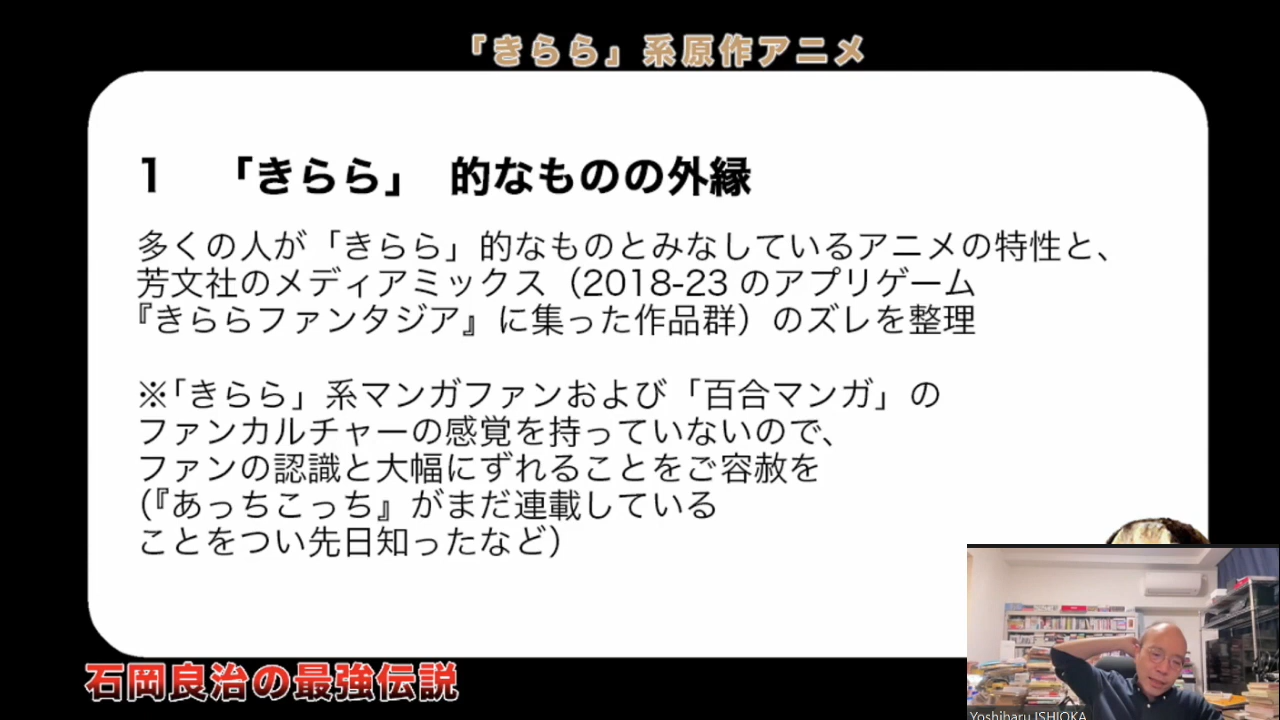 「きらら」系原作アニメ
1 「きらら」 的なものの外縁
多くの人が「きらら」的なものとみなしているアニメの特性と、
芳文社のメディアミックス（2018-23 のアプリゲーム
『きららファンタジア』に集った作品群）のズレを整理
※「きらら」系マンガファンおよび「百合マンガ」の
ファンカルチャーの感覚を持っていないので、
ファンの認識と大幅にずれることをご容赦を
（『あっちこっち』がまだ連載している
ことをつい先日知ったなど）
石岡良治の最強伝説
Yoshiharu ISHIOKA